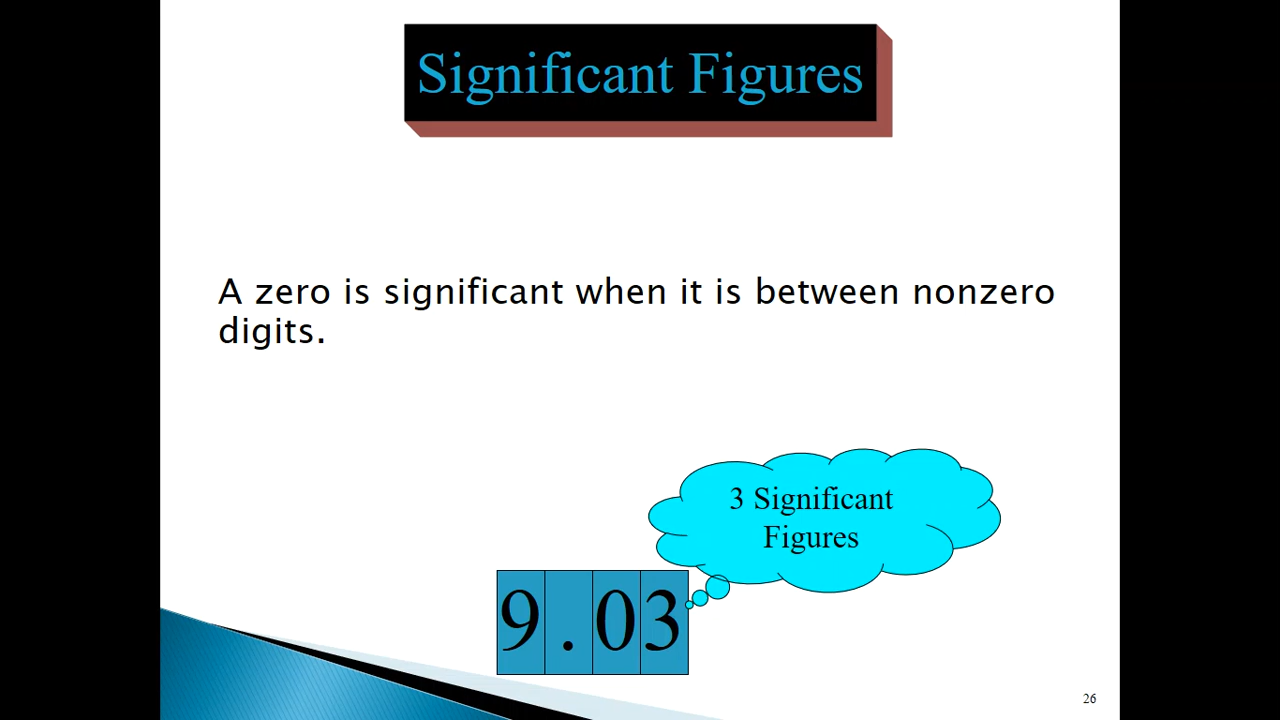 Significant Figures
A zero is significant when it is between nonzero
digits.
3 Significant
Figures
9.03
26